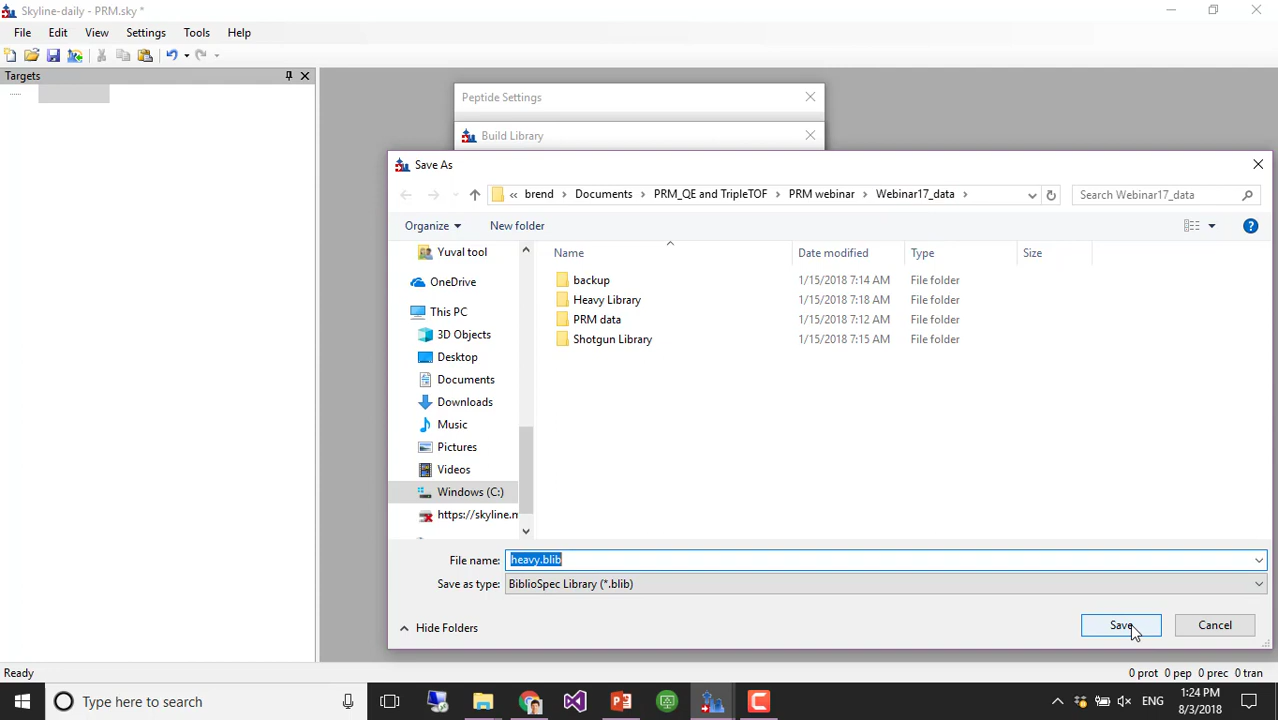 Skyline-daily - PRM.sky *
File Edit View Settings Tools Help
Targets
Peptide Settings
Build Library
Save As
« brend > Documents > PRM_QE and TripleTOF > PRM webinar > Webinar17_data >
Search Webinar17_data
Organize New folder
Name Date modified Type Size
Yuval tool
OneDrive
This PC
3D Objects
Desktop
Documents
Downloads
Music
Pictures
Videos
Windows (C:)
https://skyline.m
backup 1/15/2018 7:14 AM File folder
Heavy Library 1/15/2018 7:18 AM File folder
PRM data 1/15/2018 7:12 AM File folder
Shotgun Library 1/15/2018 7:15 AM File folder
File name: heavy.blib
Save as type: BiblioSpec Library (*.blib)
Hide Folders
Save Cancel
Ready
0 prot 0 pep 0 prec 0 tran
Type here to search
ENG
1:24 PM
8/3/2018